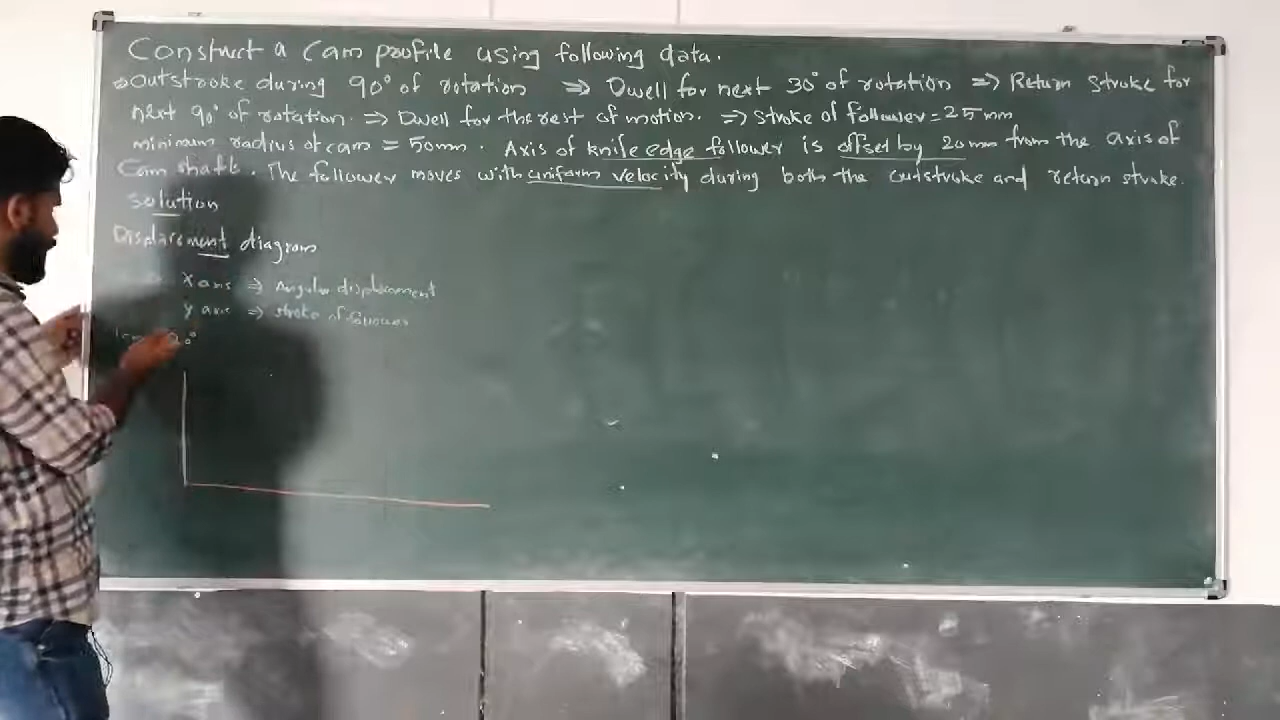 Construct a Cam profile using following data.
⇒ Outstroke during 90° of rotation ⇒ Dwell for next 30° of rotation ⇒ Return stroke for
next 90° of rotation. ⇒ Dwell for the rest of motion. ⇒ Stroke of follower = 25mm
minimum radius of cam = 50mm. Axis of knife edge follower is offset by 20mm from the axis of
Cam shaft. The follower moves with uniform velocity during both the outstroke and return stroke.
solution
Displacement diagram
X axis ⇒ Angular displacement
y axis ⇒ stroke of follower